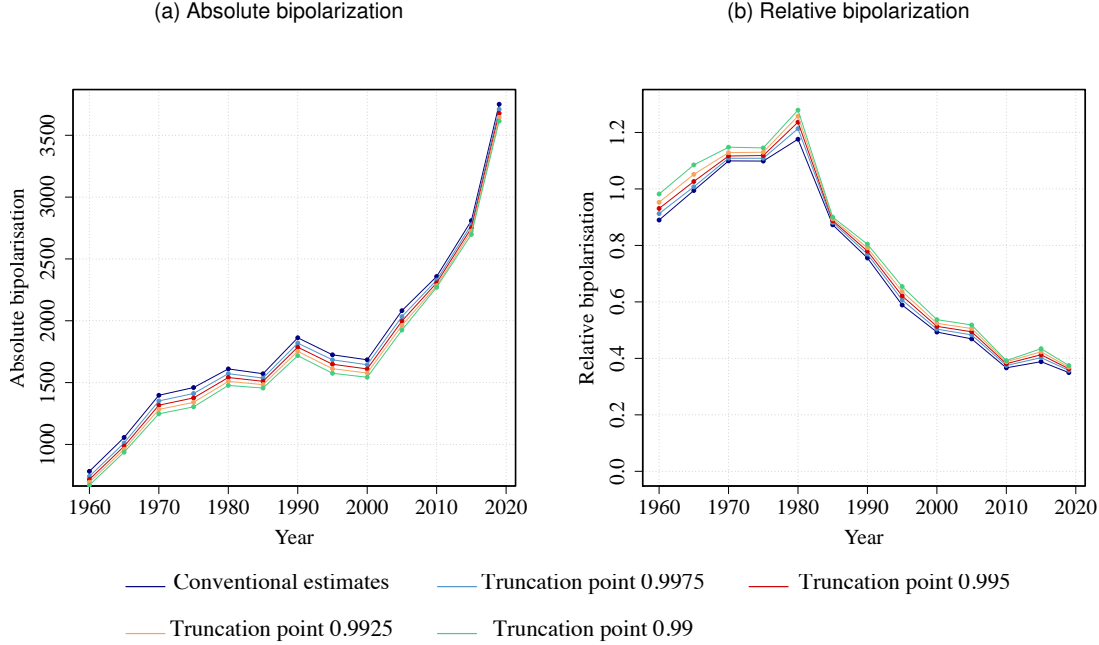 (a) Absolute bipolarization
(b) Relative bipolarization
Absolute bipolarisation
3500
3000
2500
2000
1500
1000
1960 1970 1980 1990 2000 2010 2020
Year
Relative bipolarisation
1.2
1.0
0.8
0.6
0.4
0.2
0.0
1960 1970 1980 1990 2000 2010 2020
Year
Conventional estimates
Truncation point 0.9975
Truncation point 0.995
Truncation point 0.9925
Truncation point 0.99